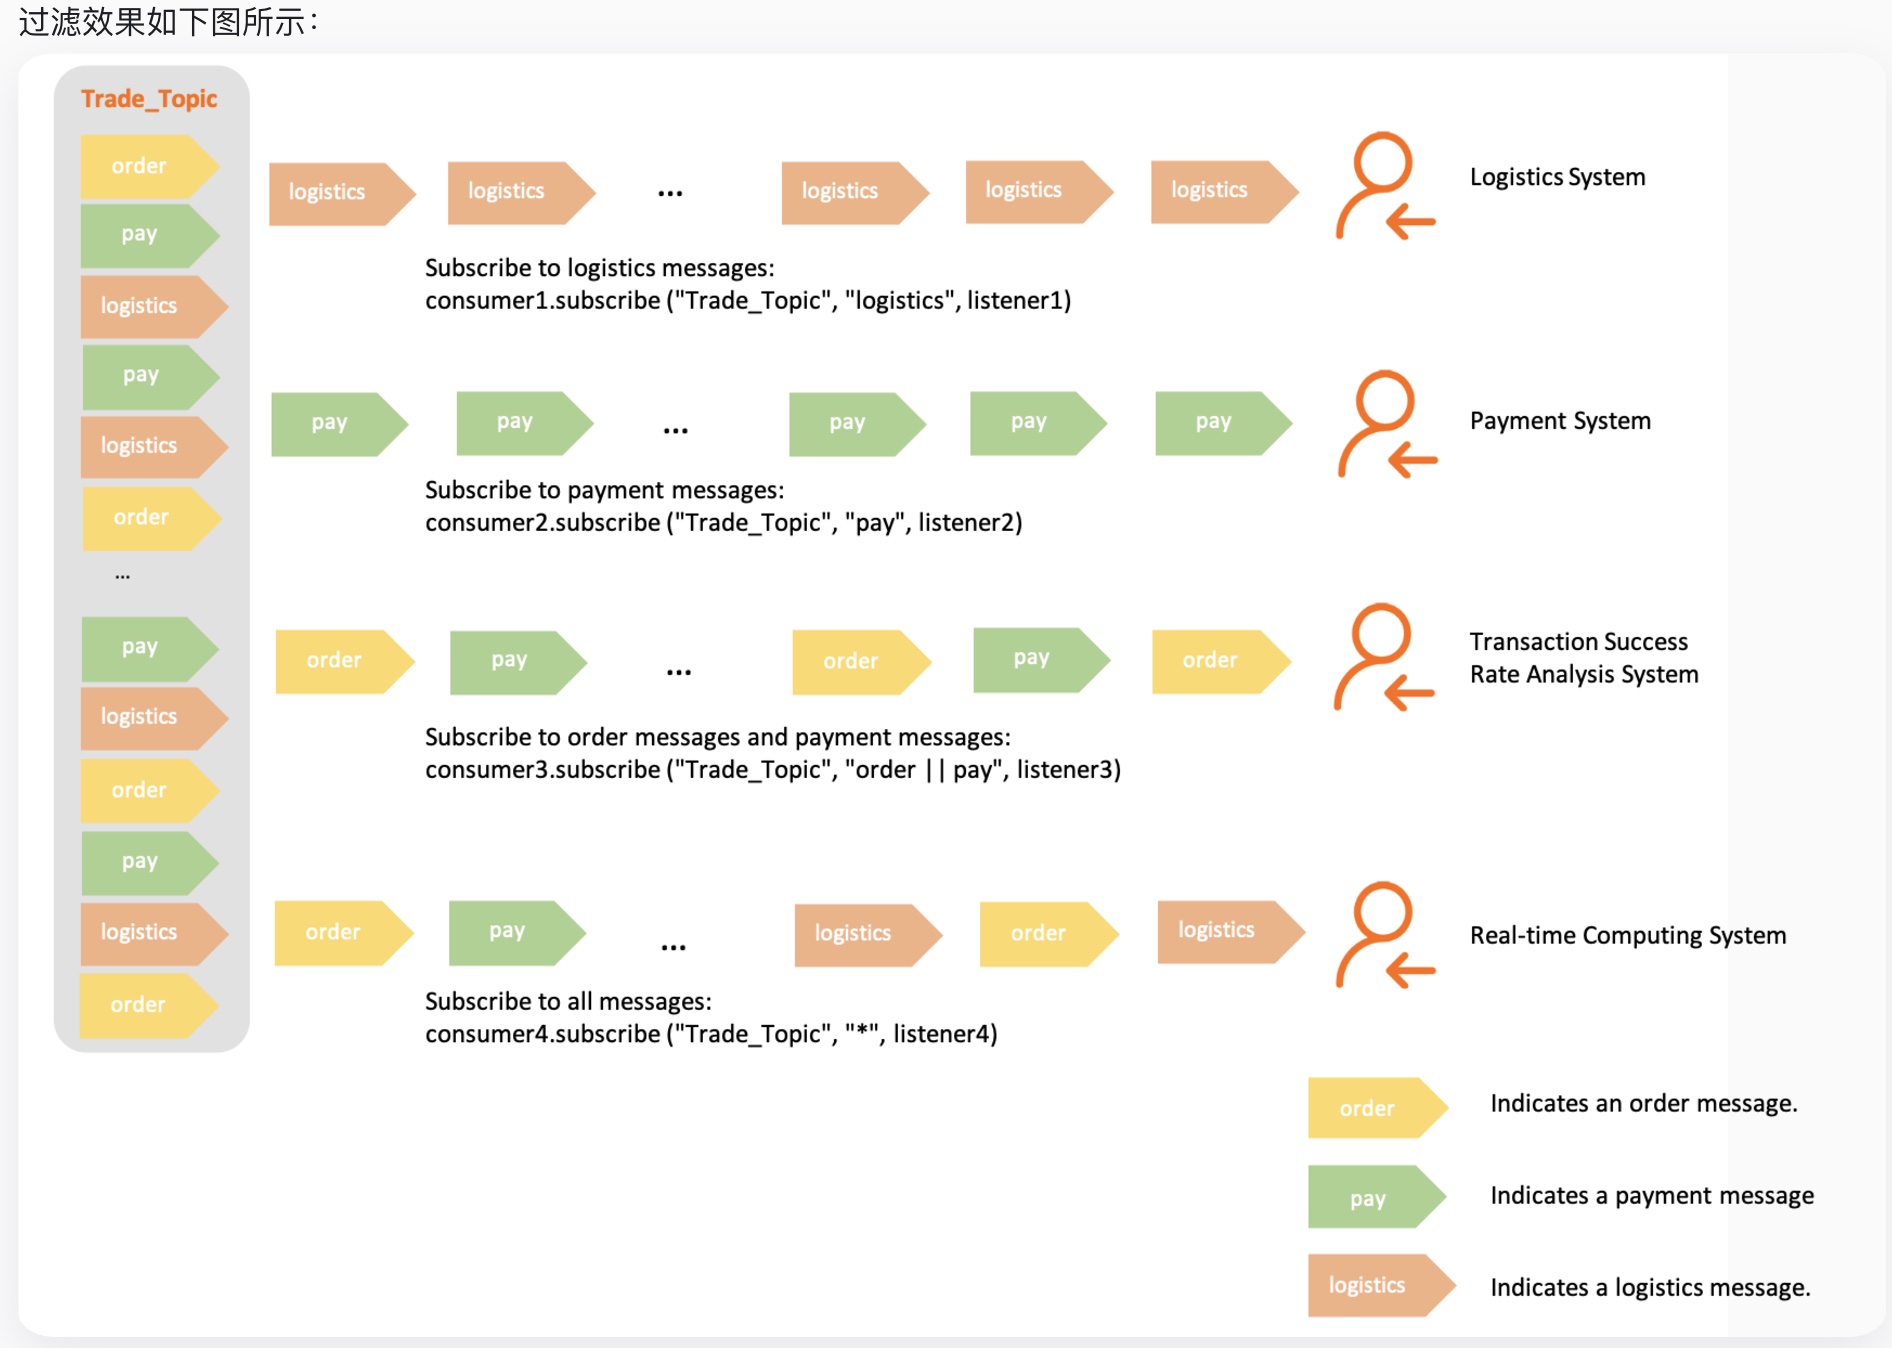 过滤效果如下图所示：
Trade_Topic
order
pay
logistics
pay
logistics
order
...
pay
logistics
order
pay
logistics
order
logistics
logistics
...
logistics
logistics
logistics
Logistics System
Subscribe to logistics messages:
consumer1.subscribe ("Trade_Topic", "logistics", listener1)
pay
pay
...
pay
pay
pay
Payment System
Subscribe to payment messages:
consumer2.subscribe ("Trade_Topic", "pay", listener2)
order
pay
...
order
pay
order
Transaction Success
Rate Analysis System
Subscribe to order messages and payment messages:
consumer3.subscribe ("Trade_Topic", "order || pay", listener3)
order
pay
...
logistics
order
logistics
Real-time Computing System
Subscribe to all messages:
consumer4.subscribe ("Trade_Topic", "*", listener4)
order
Indicates an order message.
pay
Indicates a payment message
logistics
Indicates a logistics message.